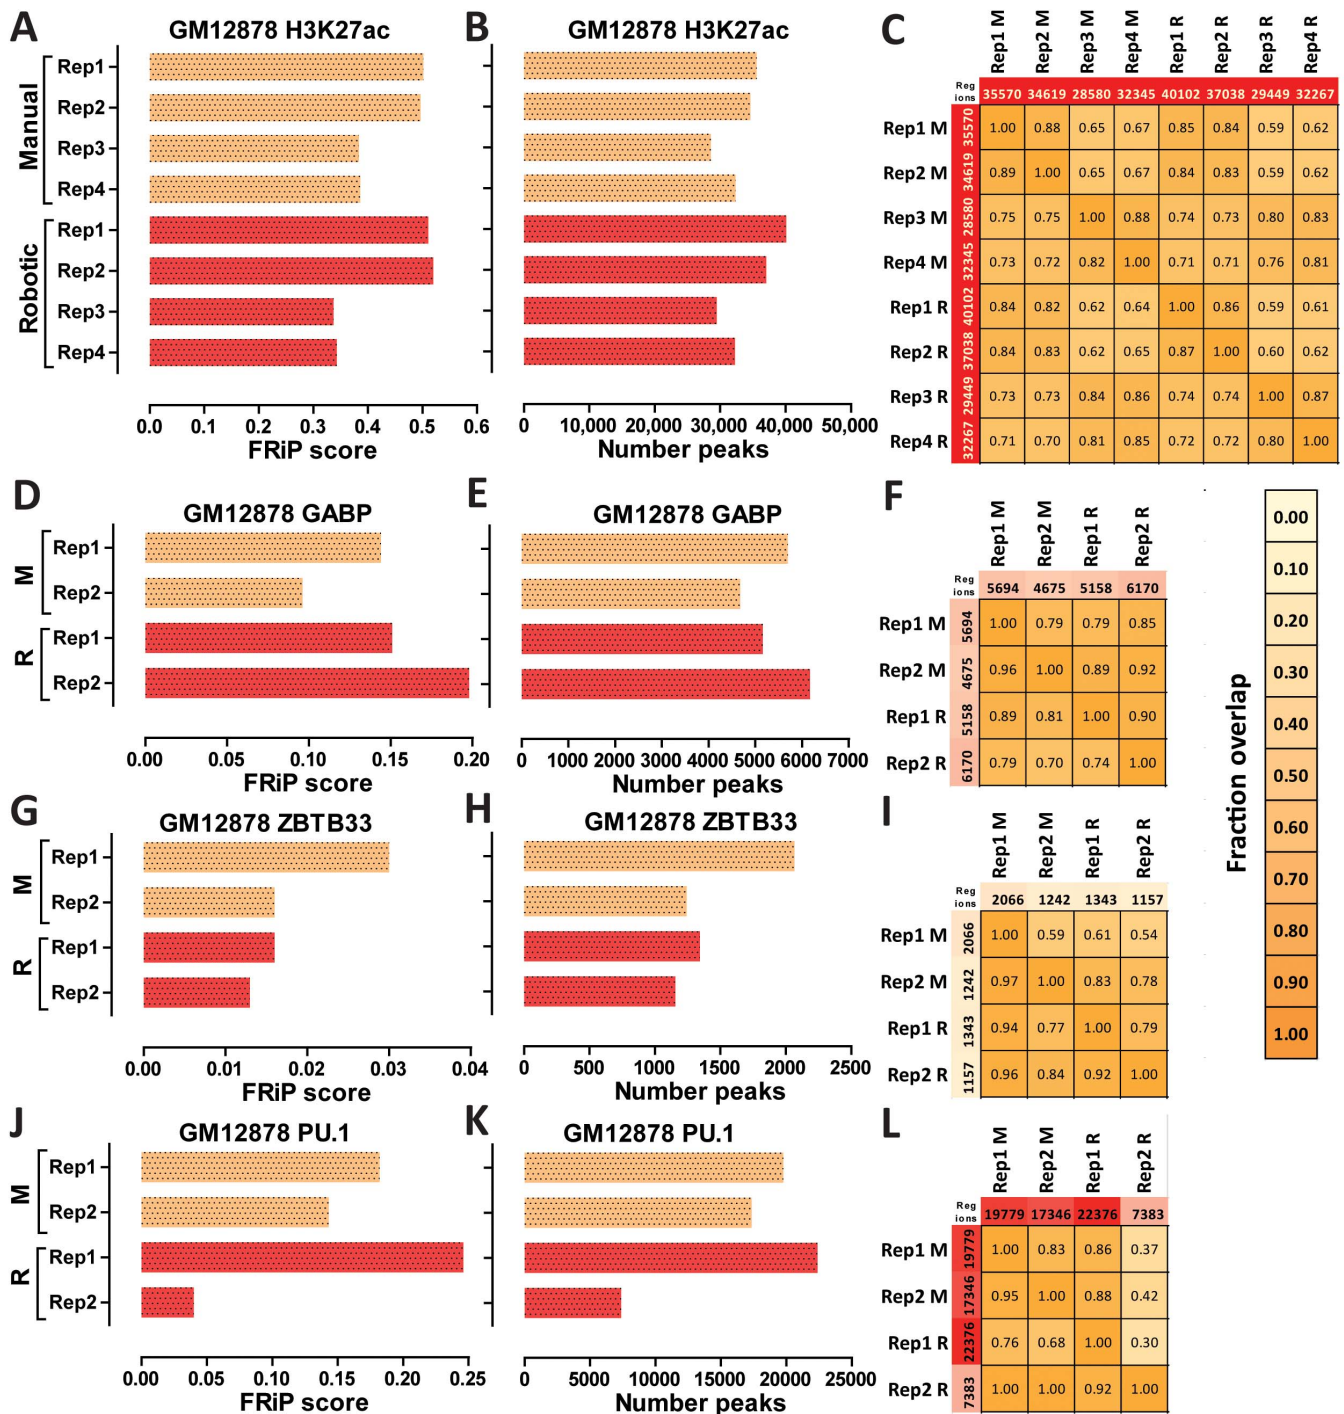 A
GM12878 H3K27ac
Manual
Rep1
Rep2
Rep3
Rep4
Robotic
Rep1
Rep2
Rep3
Rep4
0.0 0.1 0.2 0.3 0.4 0.5 0.6
FRiP score
B
GM12878 H3K27ac
0 10,000 20,000 30,000 40,000 50,000
Number peaks
C
Rep1 M Rep2 M Rep3 M Rep4 M Rep1 R Rep2 R Rep3 R Rep4 R
Reg
ions 35570 34619 28580 32345 40102 37038 29449 32267
Rep1 M 35570 1.00 0.88 0.65 0.67 0.85 0.84 0.59 0.62
Rep2 M 34619 0.89 1.00 0.65 0.67 0.84 0.83 0.59 0.62
Rep3 M 28580 0.75 0.75 1.00 0.88 0.74 0.73 0.80 0.83
Rep4 M 32345 0.73 0.72 0.82 1.00 0.71 0.71 0.76 0.81
Rep1 R 40102 0.84 0.82 0.62 0.64 1.00 0.86 0.59 0.61
Rep2 R 37038 0.84 0.83 0.62 0.65 0.87 1.00 0.60 0.62
Rep3 R 29449 0.73 0.73 0.84 0.86 0.74 0.74 1.00 0.87
Rep4 R 32267 0.71 0.70 0.81 0.85 0.72 0.72 0.80 1.00
D
GM12878 GABP
M
Rep1
Rep2
R
Rep1
Rep2
0.00 0.05 0.10 0.15 0.20
FRiP score
E
GM12878 GABP
0 1000 2000 3000 4000 5000 6000 7000
Number peaks
F
Rep1 M Rep2 M Rep1 R Rep2 R
Reg
ions 5694 4675 5158 6170
Rep1 M 5694 1.00 0.79 0.79 0.85
Rep2 M 4675 0.96 1.00 0.89 0.92
Rep1 R 5158 0.89 0.81 1.00 0.90
Rep2 R 6170 0.79 0.70 0.74 1.00
Fraction overlap
0.00
0.10
0.20
0.30
0.40
0.50
0.60
0.70
0.80
0.90
1.00
G
GM12878 ZBTB33
M
Rep1
Rep2
R
Rep1
Rep2
0.00 0.01 0.02 0.03 0.04
FRiP score
H
GM12878 ZBTB33
0 500 1000 1500 2000 2500
Number peaks
I
Rep1 M Rep2 M Rep1 R Rep2 R
Reg
ions 2066 1242 1343 1157
Rep1 M 2066 1.00 0.59 0.61 0.54
Rep2 M 1242 0.97 1.00 0.83 0.78
Rep1 R 1343 0.94 0.77 1.00 0.79
Rep2 R 1157 0.96 0.84 0.92 1.00
J
GM12878 PU.1
M
Rep1
Rep2
R
Rep1
Rep2
0.00 0.05 0.10 0.15 0.20 0.25
FRiP score
K
GM12878 PU.1
0 5000 10000 15000 20000 25000
Number peaks
L
Rep1 M Rep2 M Rep1 R Rep2 R
Reg
ions 19779 17346 22376 7383
Rep1 M 19779 1.00 0.83 0.86 0.37
Rep2 M 17346 0.95 1.00 0.88 0.42
Rep1 R 22376 0.76 0.68 1.00 0.30
Rep2 R 7383 1.00 1.00 0.92 1.00